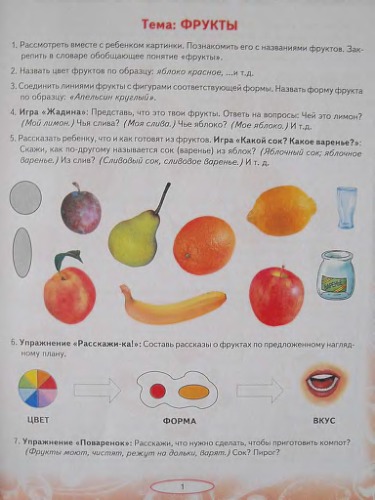 Тема: ФРУКТЫ
1. Рассмотреть вместе с ребенком картинки. Познакомить его с названиями фруктов. Зак-
репить в словаре обобщающее понятие «фрукты».
2. Назвать цвет фруктов по образцу: яблоко красное, ...и т.д.
3. Соединить линиями фрукты с фигурами соответствующей формы. Назвать форму фрукта
по образцу: «Апельсин круглый».
4. Игра «Жадина»: Представь, что это твои фрукты. Ответь на вопросы: Чей это лимон?
(Мой лимон.) Чья слива? (Моя слива.) Чье яблоко? (Мое яблоко.) И т.д.
5. Рассказать ребенку, что и как готовят из фруктов. Игра «Какой сок? Какое варенье?»:
Скажи, как по-другому называется сок (варенье) из яблок? (Яблочный сок; яблочное
варенье.) Из слив? (Сливовый сок, сливовое варенье.) И т. д.
6. Упражнение «Расскажи-ка!»: Составь рассказы о фруктах по предложенному нагляд-
ному плану.
ЦВЕТ ФОРМА ВКУС
7. Упражнение «Поваренок»: Расскажи, что нужно сделать, чтобы приготовить компот?
(Фрукты моют, чистят, режут на дольки, варят.) Сок? Пирог?
1